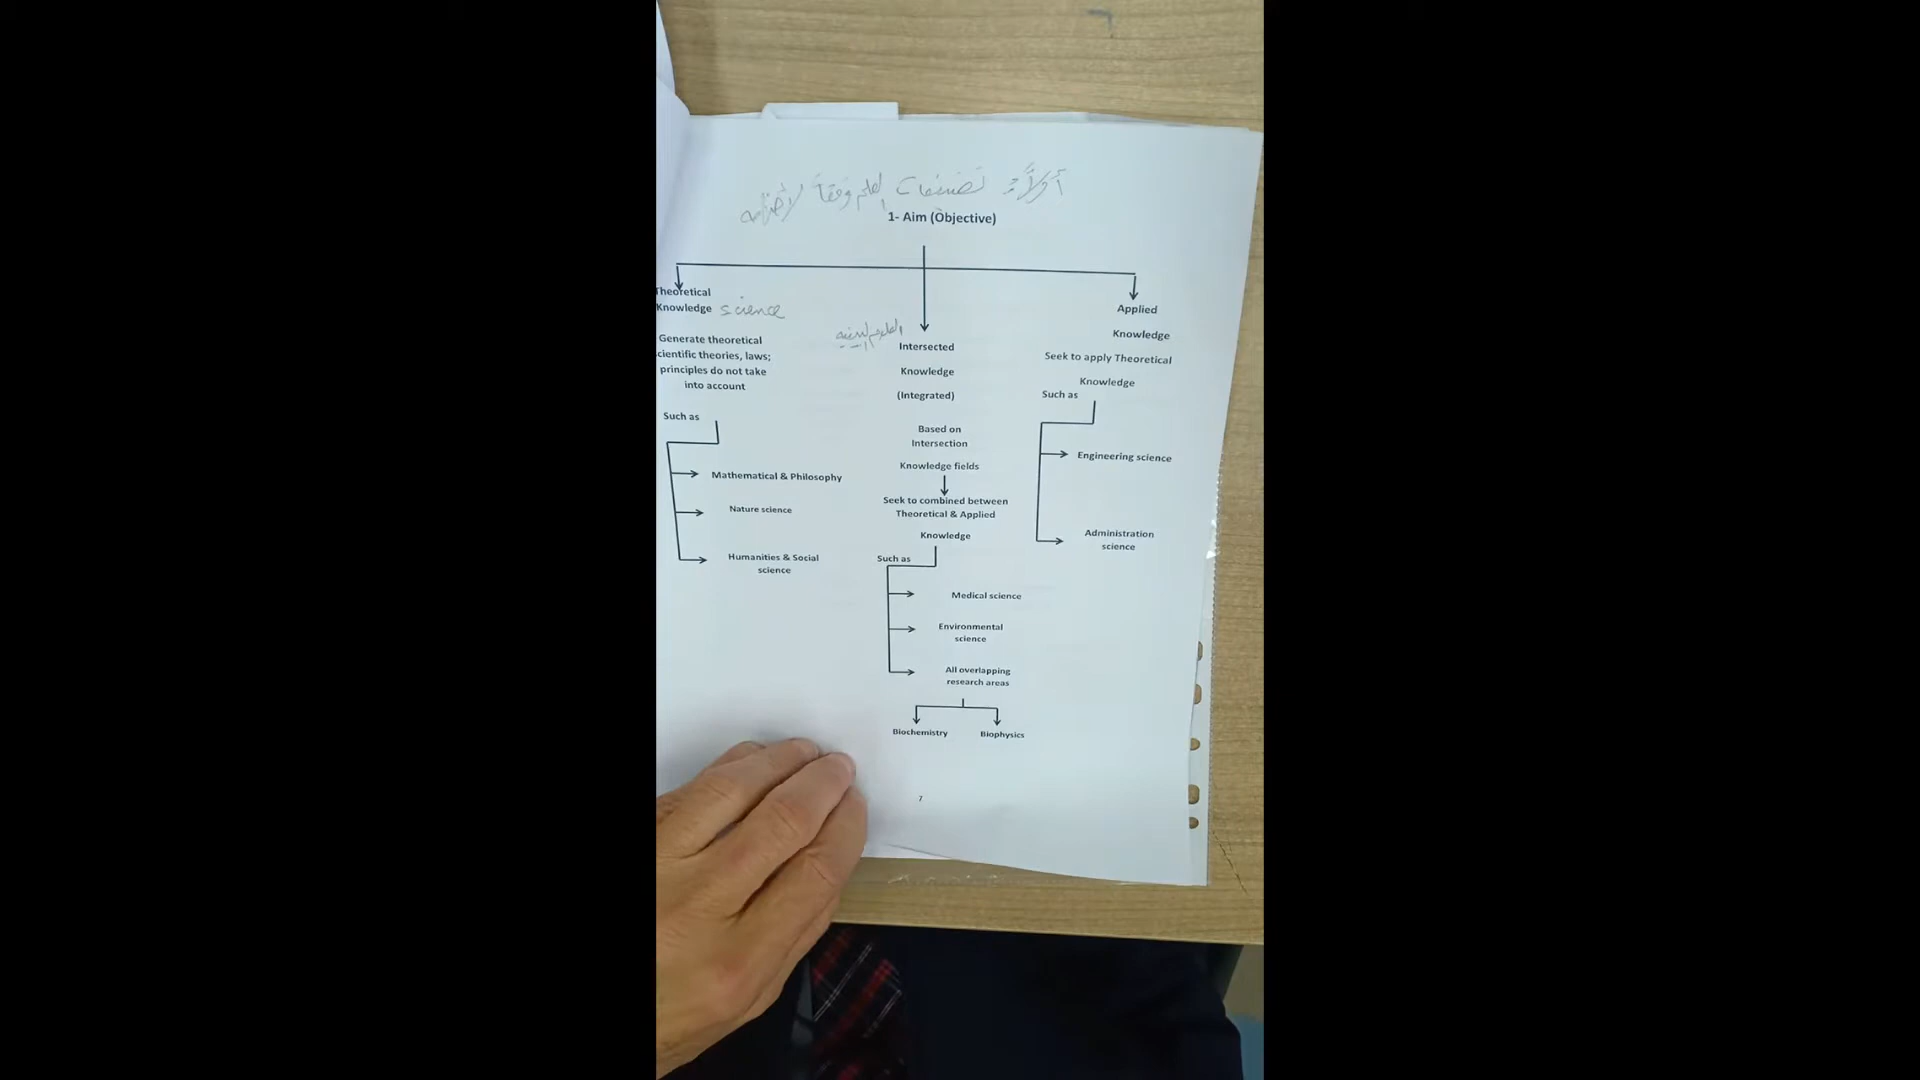 أولاً: تصنيفات العلم وفقاً لأهدافه
1- Aim (Objective)
Theoretical
Knowledge science
Generate theoretical
scientific theories, laws;
principles do not take
into account
Such as
Mathematical & Philosophy
Nature science
Humanities & Social
science
العلوم البينية
Intersected
Knowledge
(Integrated)
Based on
Intersection
Knowledge fields
Seek to combined between
Theoretical & Applied
Knowledge
Such as
Medical science
Environmental
science
All overlapping
research areas
Biochemistry
Biophysics
Applied
Knowledge
Seek to apply Theoretical
Knowledge
Such as
Engineering science
Administration
science
7